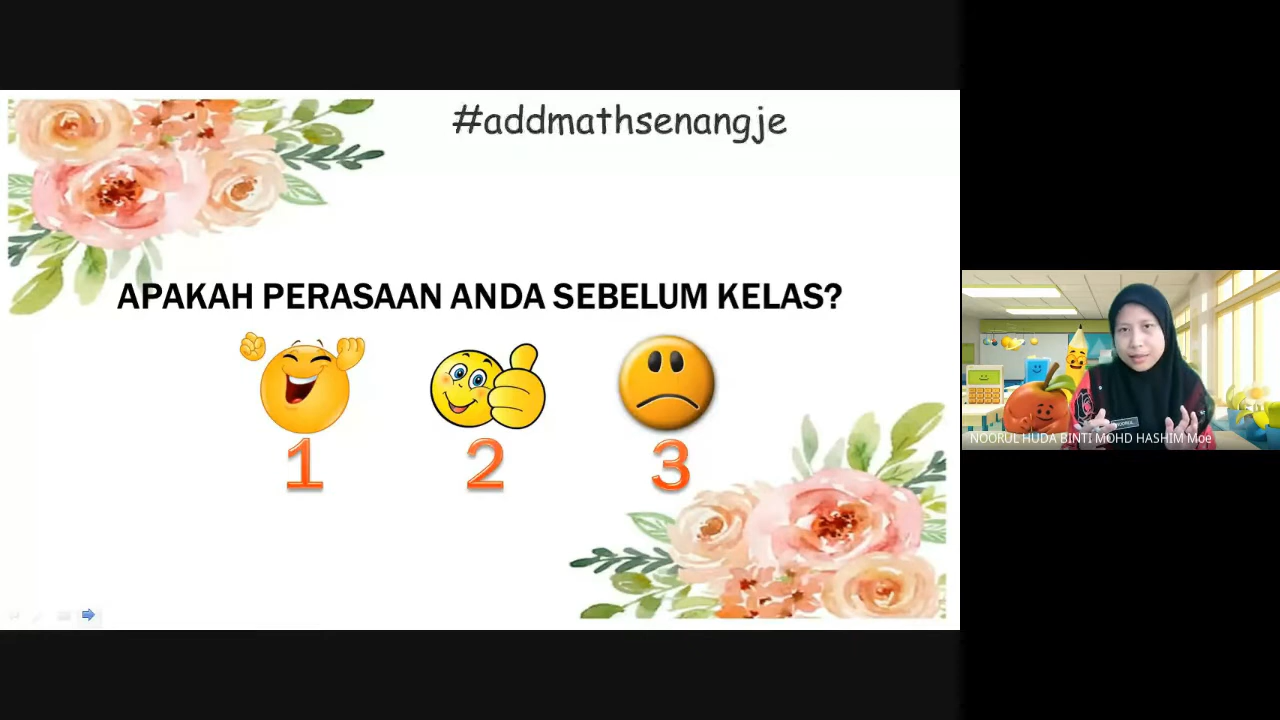 #addmathsenangje
APAKAH PERASAAN ANDA SEBELUM KELAS?
1 2 3
NOORUL HUDA BINTI MOHD HASHIM Moe